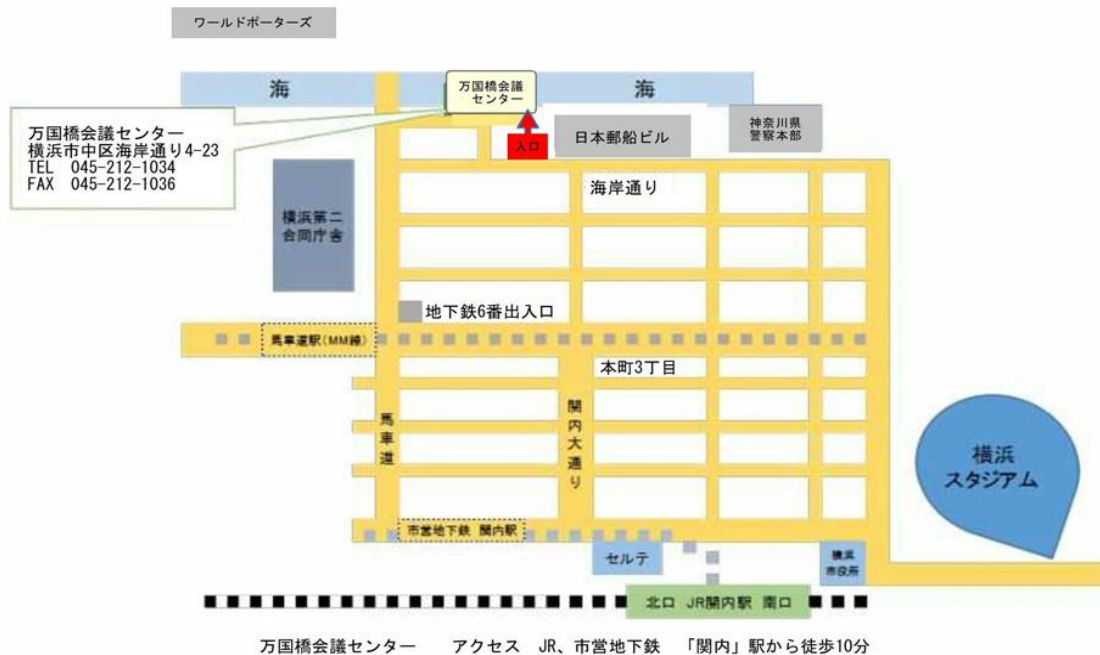 ワールドポーターズ
海
万国橋会議
センター
海
万国橋会議センター
横浜市中区海岸通り4-23
TEL 045-212-1034
FAX 045-212-1036
入口
日本郵船ビル
神奈川県
警察本部
海岸通り
横浜第二
合同庁舎
地下鉄6番出入口
馬車道駅(MM線)
本町3丁目
馬車道
関内大通り
横浜
スタジアム
市営地下鉄 関内駅
セルテ
横浜
市役所
北口 JR関内駅 南口
万国橋会議センター アクセス JR、市営地下鉄 「関内」駅から徒歩10分